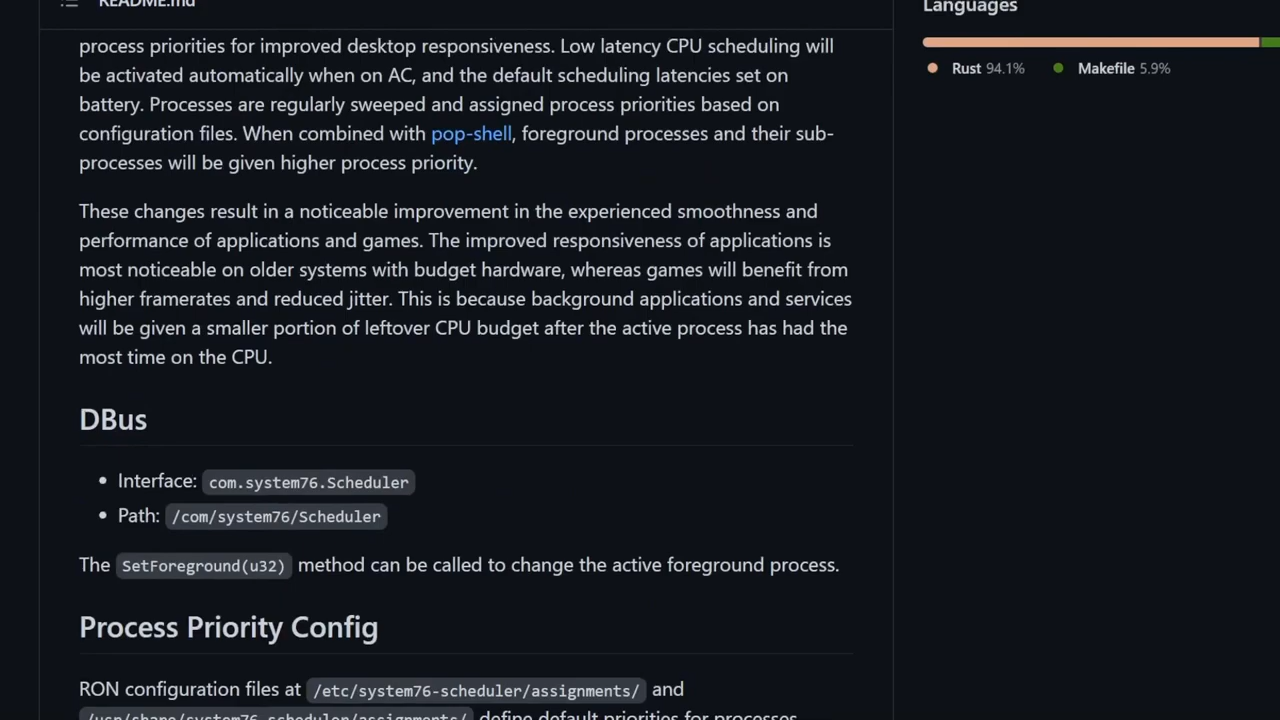 README.md
process priorities for improved desktop responsiveness. Low latency CPU scheduling will
be activated automatically when on AC, and the default scheduling latencies set on
battery. Processes are regularly sweeped and assigned process priorities based on
configuration files. When combined with pop-shell, foreground processes and their sub-
processes will be given higher process priority.
These changes result in a noticeable improvement in the experienced smoothness and
performance of applications and games. The improved responsiveness of applications is
most noticeable on older systems with budget hardware, whereas games will benefit from
higher framerates and reduced jitter. This is because background applications and services
will be given a smaller portion of leftover CPU budget after the active process has had the
most time on the CPU.
DBus
Interface: com.system76.Scheduler
Path: /com/system76/Scheduler
The SetForeground(u32) method can be called to change the active foreground process.
Process Priority Config
RON configuration files at /etc/system76-scheduler/assignments/ and
/usr/share/system76-scheduler/assignments/ define default priorities for processes
Languages
Rust 94.1% Makefile 5.9%